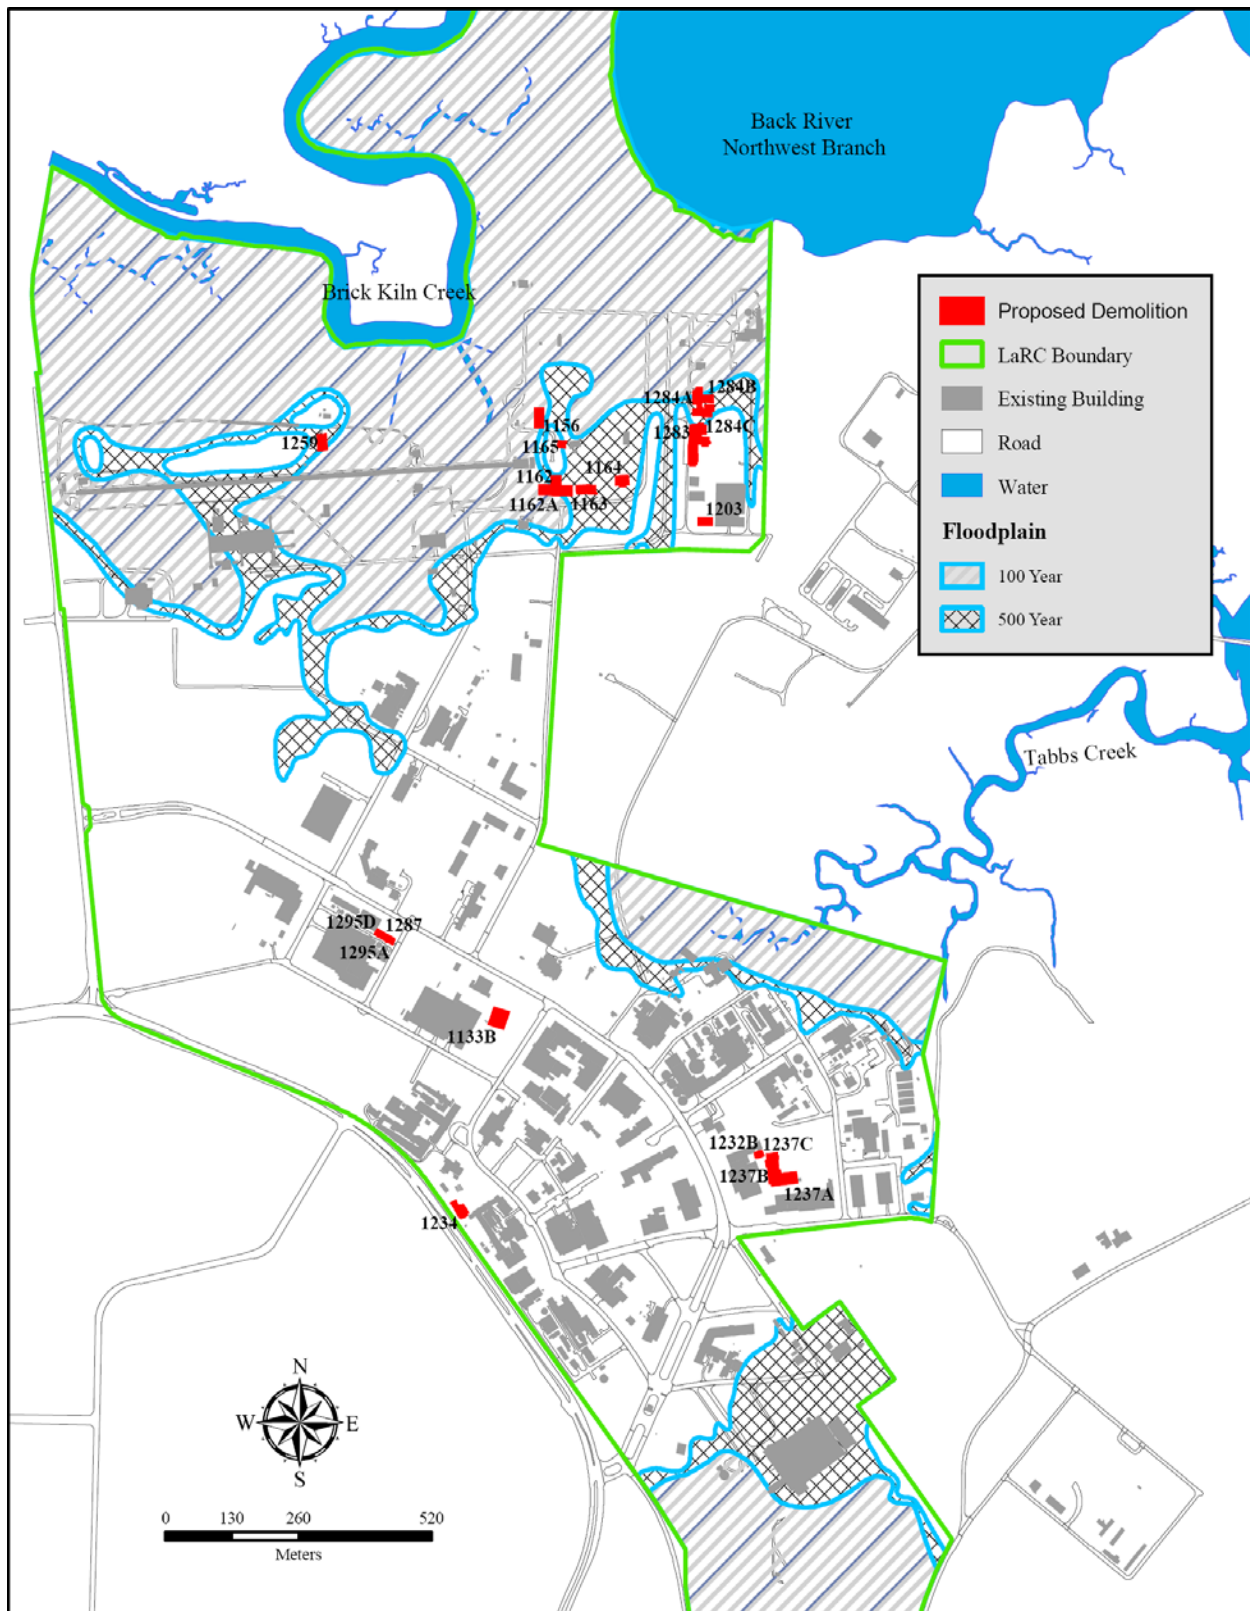 Back River
Northwest Branch
Brick Kiln Creek
Proposed Demolition
LaRC Boundary
Existing Building
Road
Water
Floodplain
100 Year
500 Year
1284A
1284B
1259
1156
1283
1284C
1165
1162
1164
1162A
1163
1203
Tabbs Creek
1295D
1287
1295A
1133B
1232B
1237C
1237B
1237A
1234
N
W
E
S
0 130 260 520
Meters